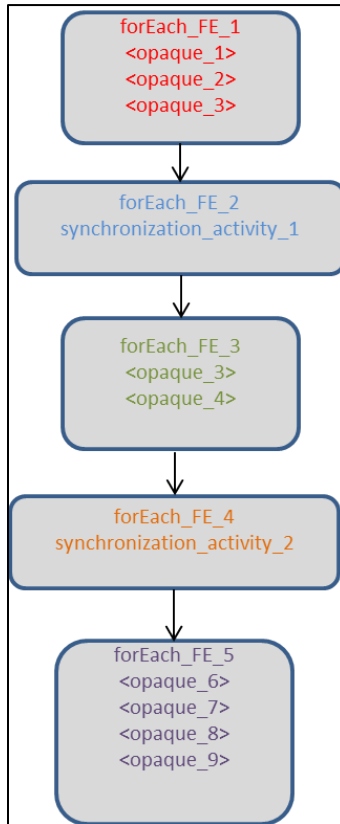 forEach_FE_1
<opaque_1>
<opaque_2>
<opaque_3>
forEach_FE_2
synchronization_activity_1
forEach_FE_3
<opaque_3>
<opaque_4>
forEach_FE_4
synchronization_activity_2
forEach_FE_5
<opaque_6>
<opaque_7>
<opaque_8>
<opaque_9>